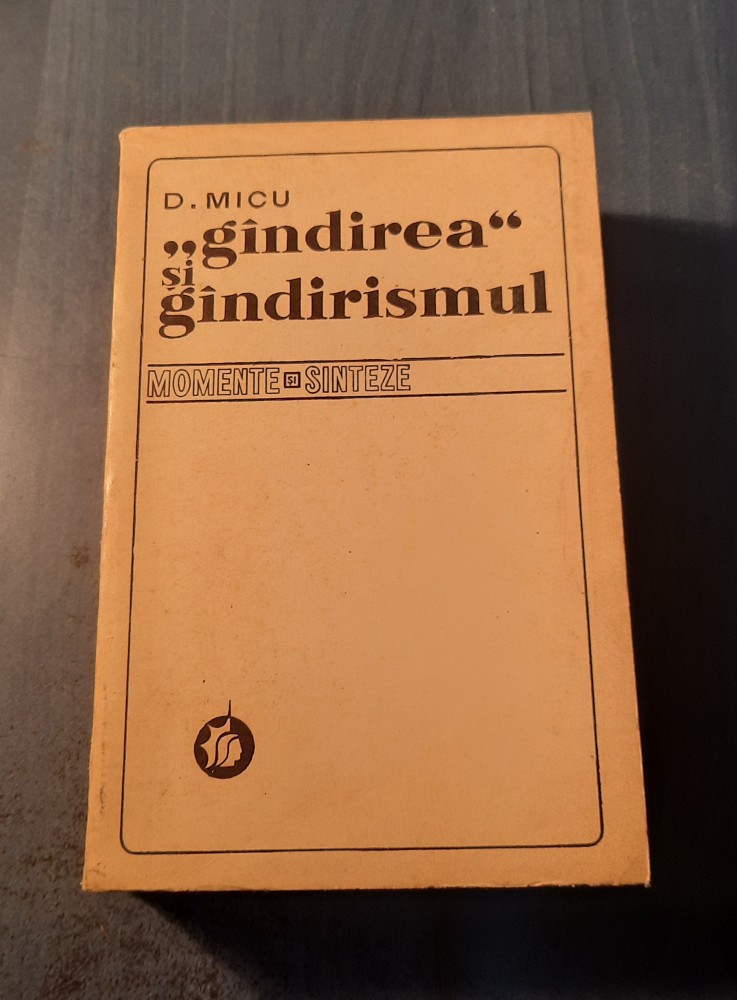 D. MICU
„gîndirea“
și
gîndirismul
MOMENTE ȘI SINTEZE